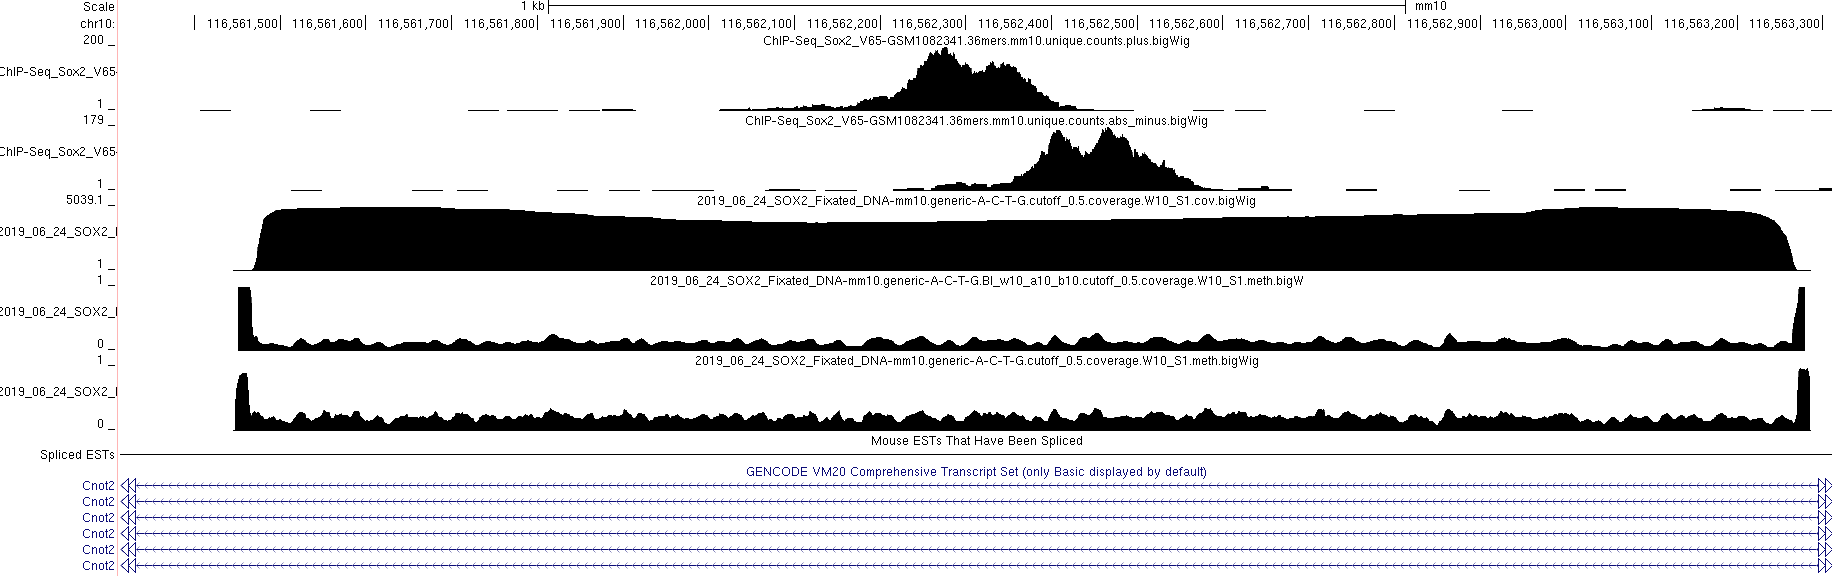 Scale 1 kb mm10
chr10: 116,561,500 116,561,600 116,561,700 116,561,800 116,561,900 116,562,000 116,562,100 116,562,200 116,562,300 116,562,400 116,562,500 116,562,600 116,562,700 116,562,800 116,562,900 116,563,000 116,563,100 116,563,200 116,563,300
ChIP-Seq_Sox2_V65-GSM1082341.36mers.mm10.unique.counts.plus.bigWig
200 _
ChIP-Seq_Sox2_V65-
1 _
ChIP-Seq_Sox2_V65-GSM1082341.36mers.mm10.unique.counts.abs_minus.bigWig
179 _
ChIP-Seq_Sox2_V65-
1 _
2019_06_24_SOX2_Fixated_DNA-mm10.generic-A-C-T-G.cutoff_0.5.coverage.W10_S1.cov.bigWig
5039.1 _
2019_06_24_SOX2_
1 _
2019_06_24_SOX2_Fixated_DNA-mm10.generic-A-C-T-G.Bl_w10_a10_b10.cutoff_0.5.coverage.W10_S1.meth.bigW
1 _
2019_06_24_SOX2_
0 _
2019_06_24_SOX2_Fixated_DNA-mm10.generic-A-C-T-G.cutoff_0.5.coverage.W10_S1.meth.bigWig
1 _
2019_06_24_SOX2_
0 _
Mouse ESTs That Have Been Spliced
Spliced ESTs
GENCODE VM20 Comprehensive Transcript Set (only Basic displayed by default)
Cnot2
Cnot2
Cnot2
Cnot2
Cnot2
Cnot2